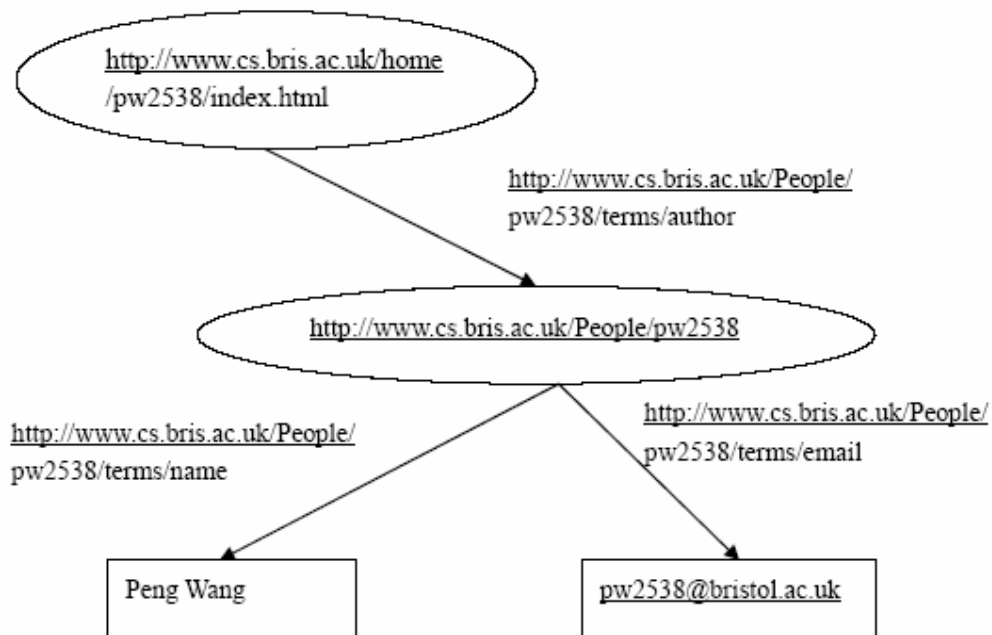 http://www.cs.bris.ac.uk/home
/pw2538/index.html
http://www.cs.bris.ac.uk/People/
pw2538/terms/author
http://www.cs.bris.ac.uk/People/pw2538
http://www.cs.bris.ac.uk/People/
pw2538/terms/name
http://www.cs.bris.ac.uk/People/
pw2538/terms/email
Peng Wang
pw2538@bristol.ac.uk